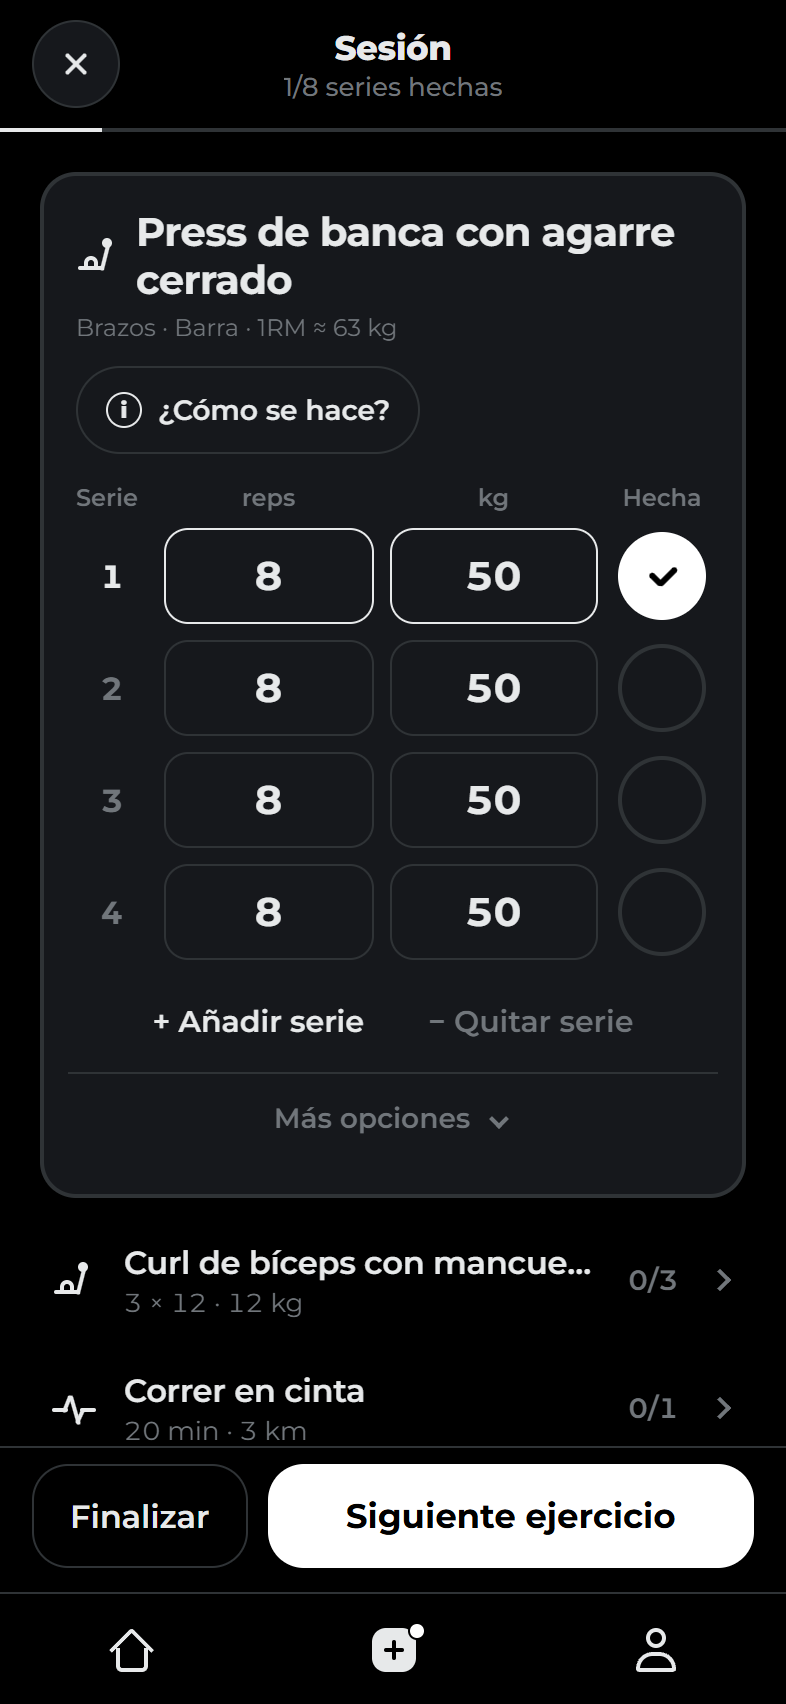 Sesión
1/8 series hechas
Press de banca con agarre
cerrado
Brazos · Barra · 1RM ≈ 63 kg
¿Cómo se hace?
Serie reps kg Hecha
1 8 50
2 8 50
3 8 50
4 8 50
+ Añadir serie − Quitar serie
Más opciones
Curl de bíceps con mancue... 0/3
3 × 12 · 12 kg
Correr en cinta 0/1
20 min · 3 km
Finalizar Siguiente ejercicio